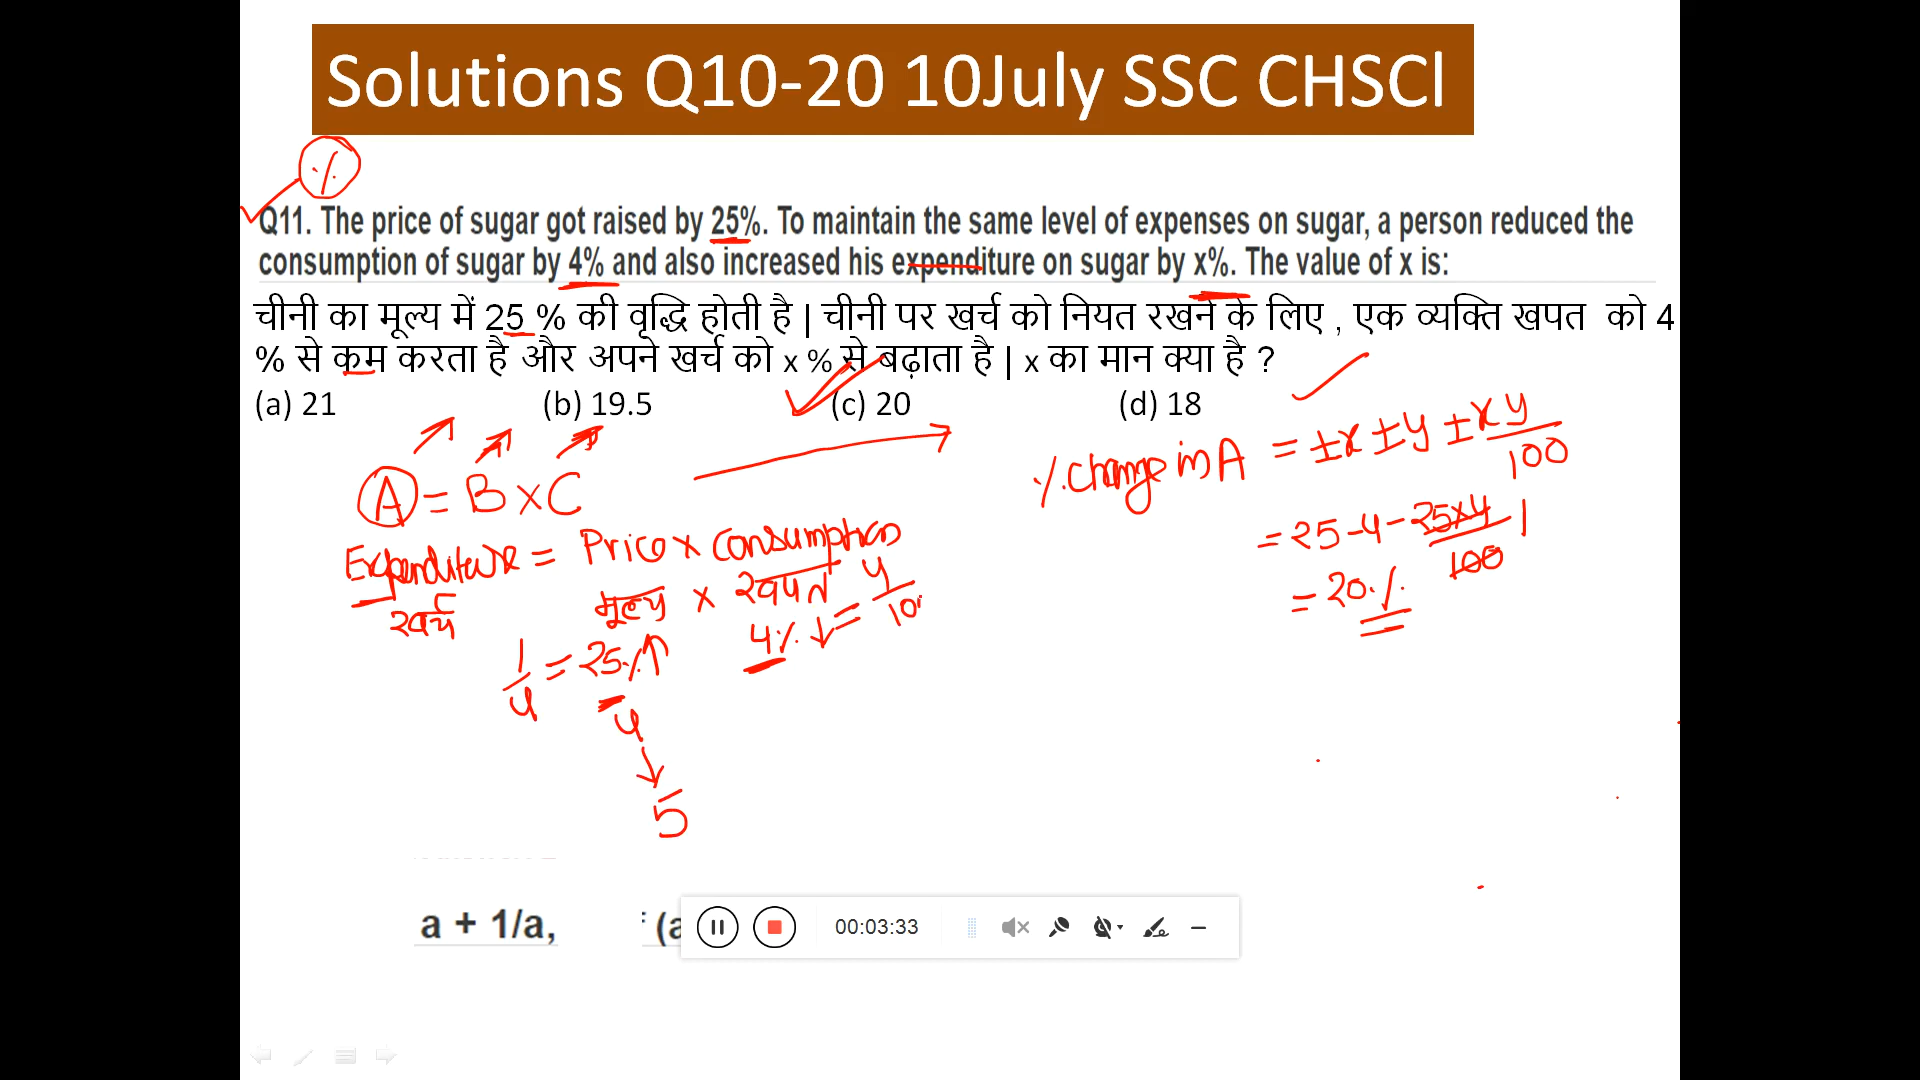 Solutions Q10-20 10July SSC CHSCl
%
Q11. The price of sugar got raised by 25%. To maintain the same level of expenses on sugar, a person reduced the
consumption of sugar by 4% and also increased his expenditure on sugar by x%. The value of x is:
चीनी का मूल्य में 25 % की वृद्धि होती है | चीनी पर खर्च को नियत रखने के लिए , एक व्यक्ति खपत को 4
% से कम करता है और अपने खर्च को x % से बढ़ाता है | x का मान क्या है ?
(a) 21 (b) 19.5 (c) 20 (d) 18
A = B × C
% Change in A = ±x ±y ±xy/100
Expenditure = Price × Consumption
= 25 - 4 - 25×4/100 1
खर्च मूल्य × खपत
= 20%
1/4 = 25% ↑ 4% ↓ = 4/100
4
→ 5
a + 1/a, (a
00:03:33